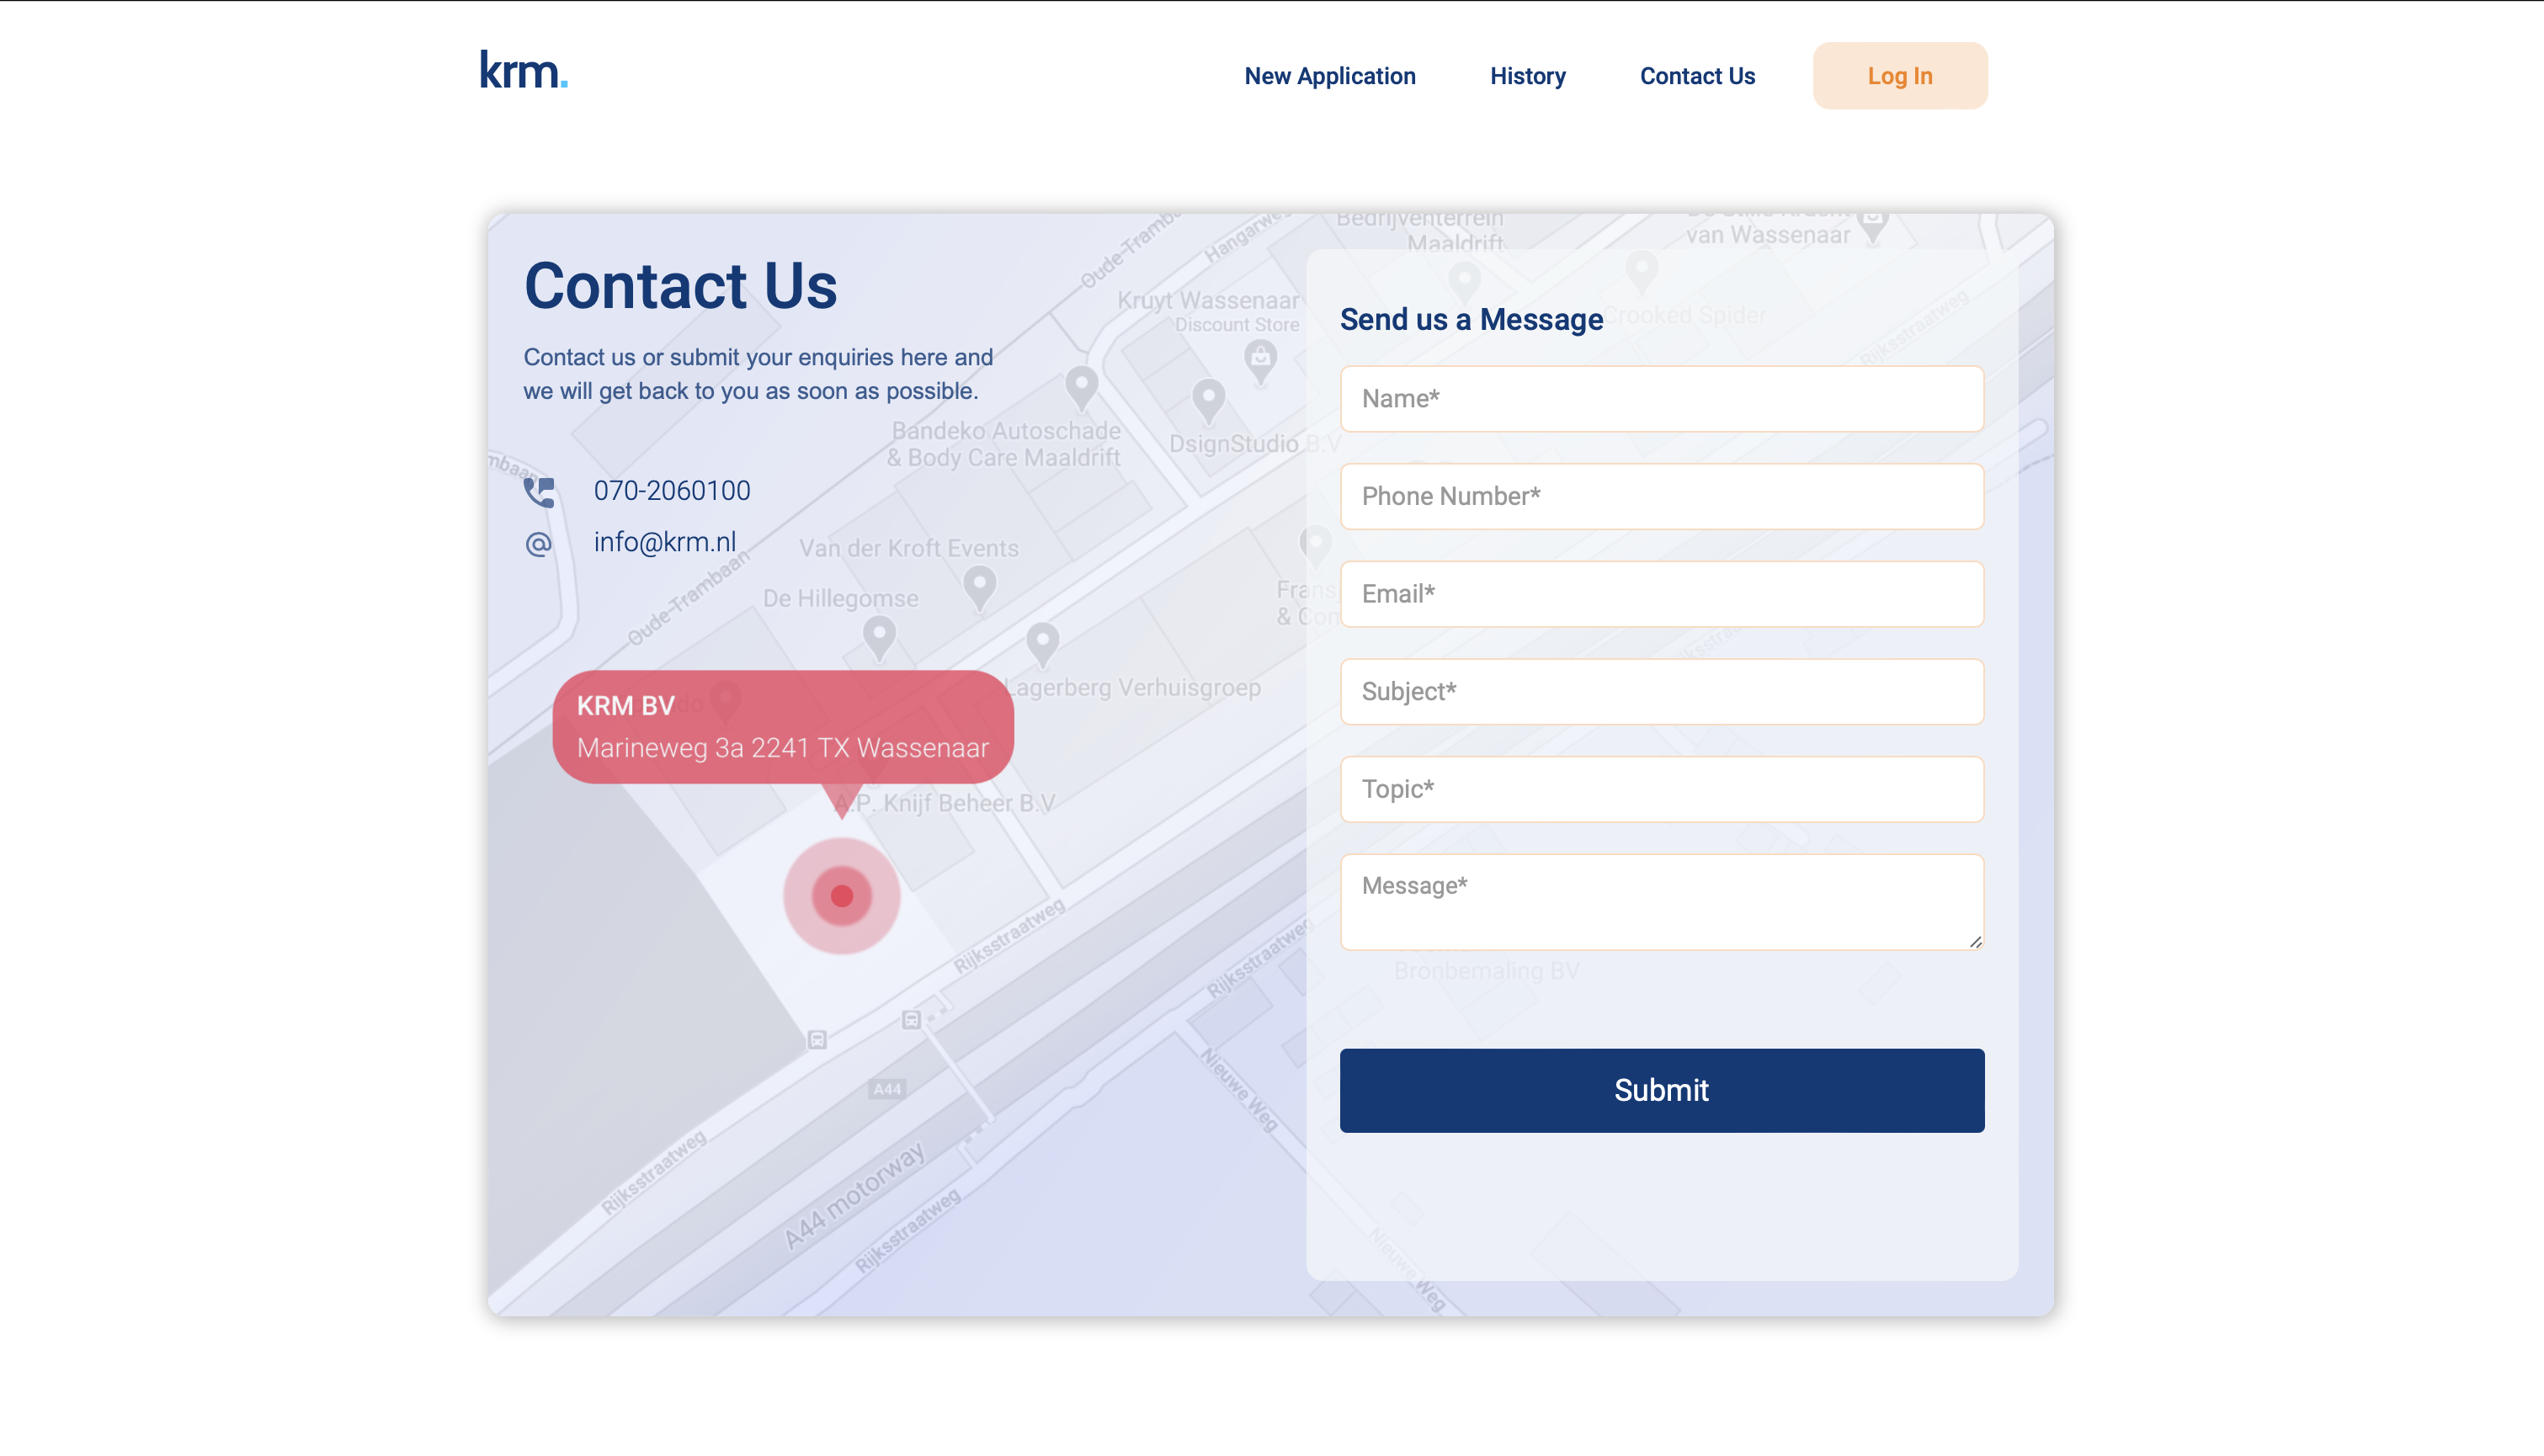 krm.
New Application
History
Contact Us
Log In
Contact Us
Contact us or submit your enquiries here and
we will get back to you as soon as possible.
070-2060100
info@krm.nl
KRM BV
Marineweg 3a 2241 TX Wassenaar
Send us a Message
Name*
Phone Number*
Email*
Subject*
Topic*
Message*
Submit
Hangarweg
Bedrijventerrein
Maaldrift
van Wassenaar
Kruyt Wassenaar
Discount Store
Crooked Spider
Rijksstraatweg
Bandeko Autoschade
& Body Care Maaldrift
DsignStudio B.V
Van der Kroft Events
De Hillegomse
Oude-Trambaan
Lagerberg Verhuisgroep
A.P. Knijf Beheer B.V
Rijksstraatweg
Rijksstraatweg
Bronbemaling BV
A44
Nieuwe Weg
Rijksstraatweg
A44 motorway
Rijksstraatweg
Nieuwe Weg